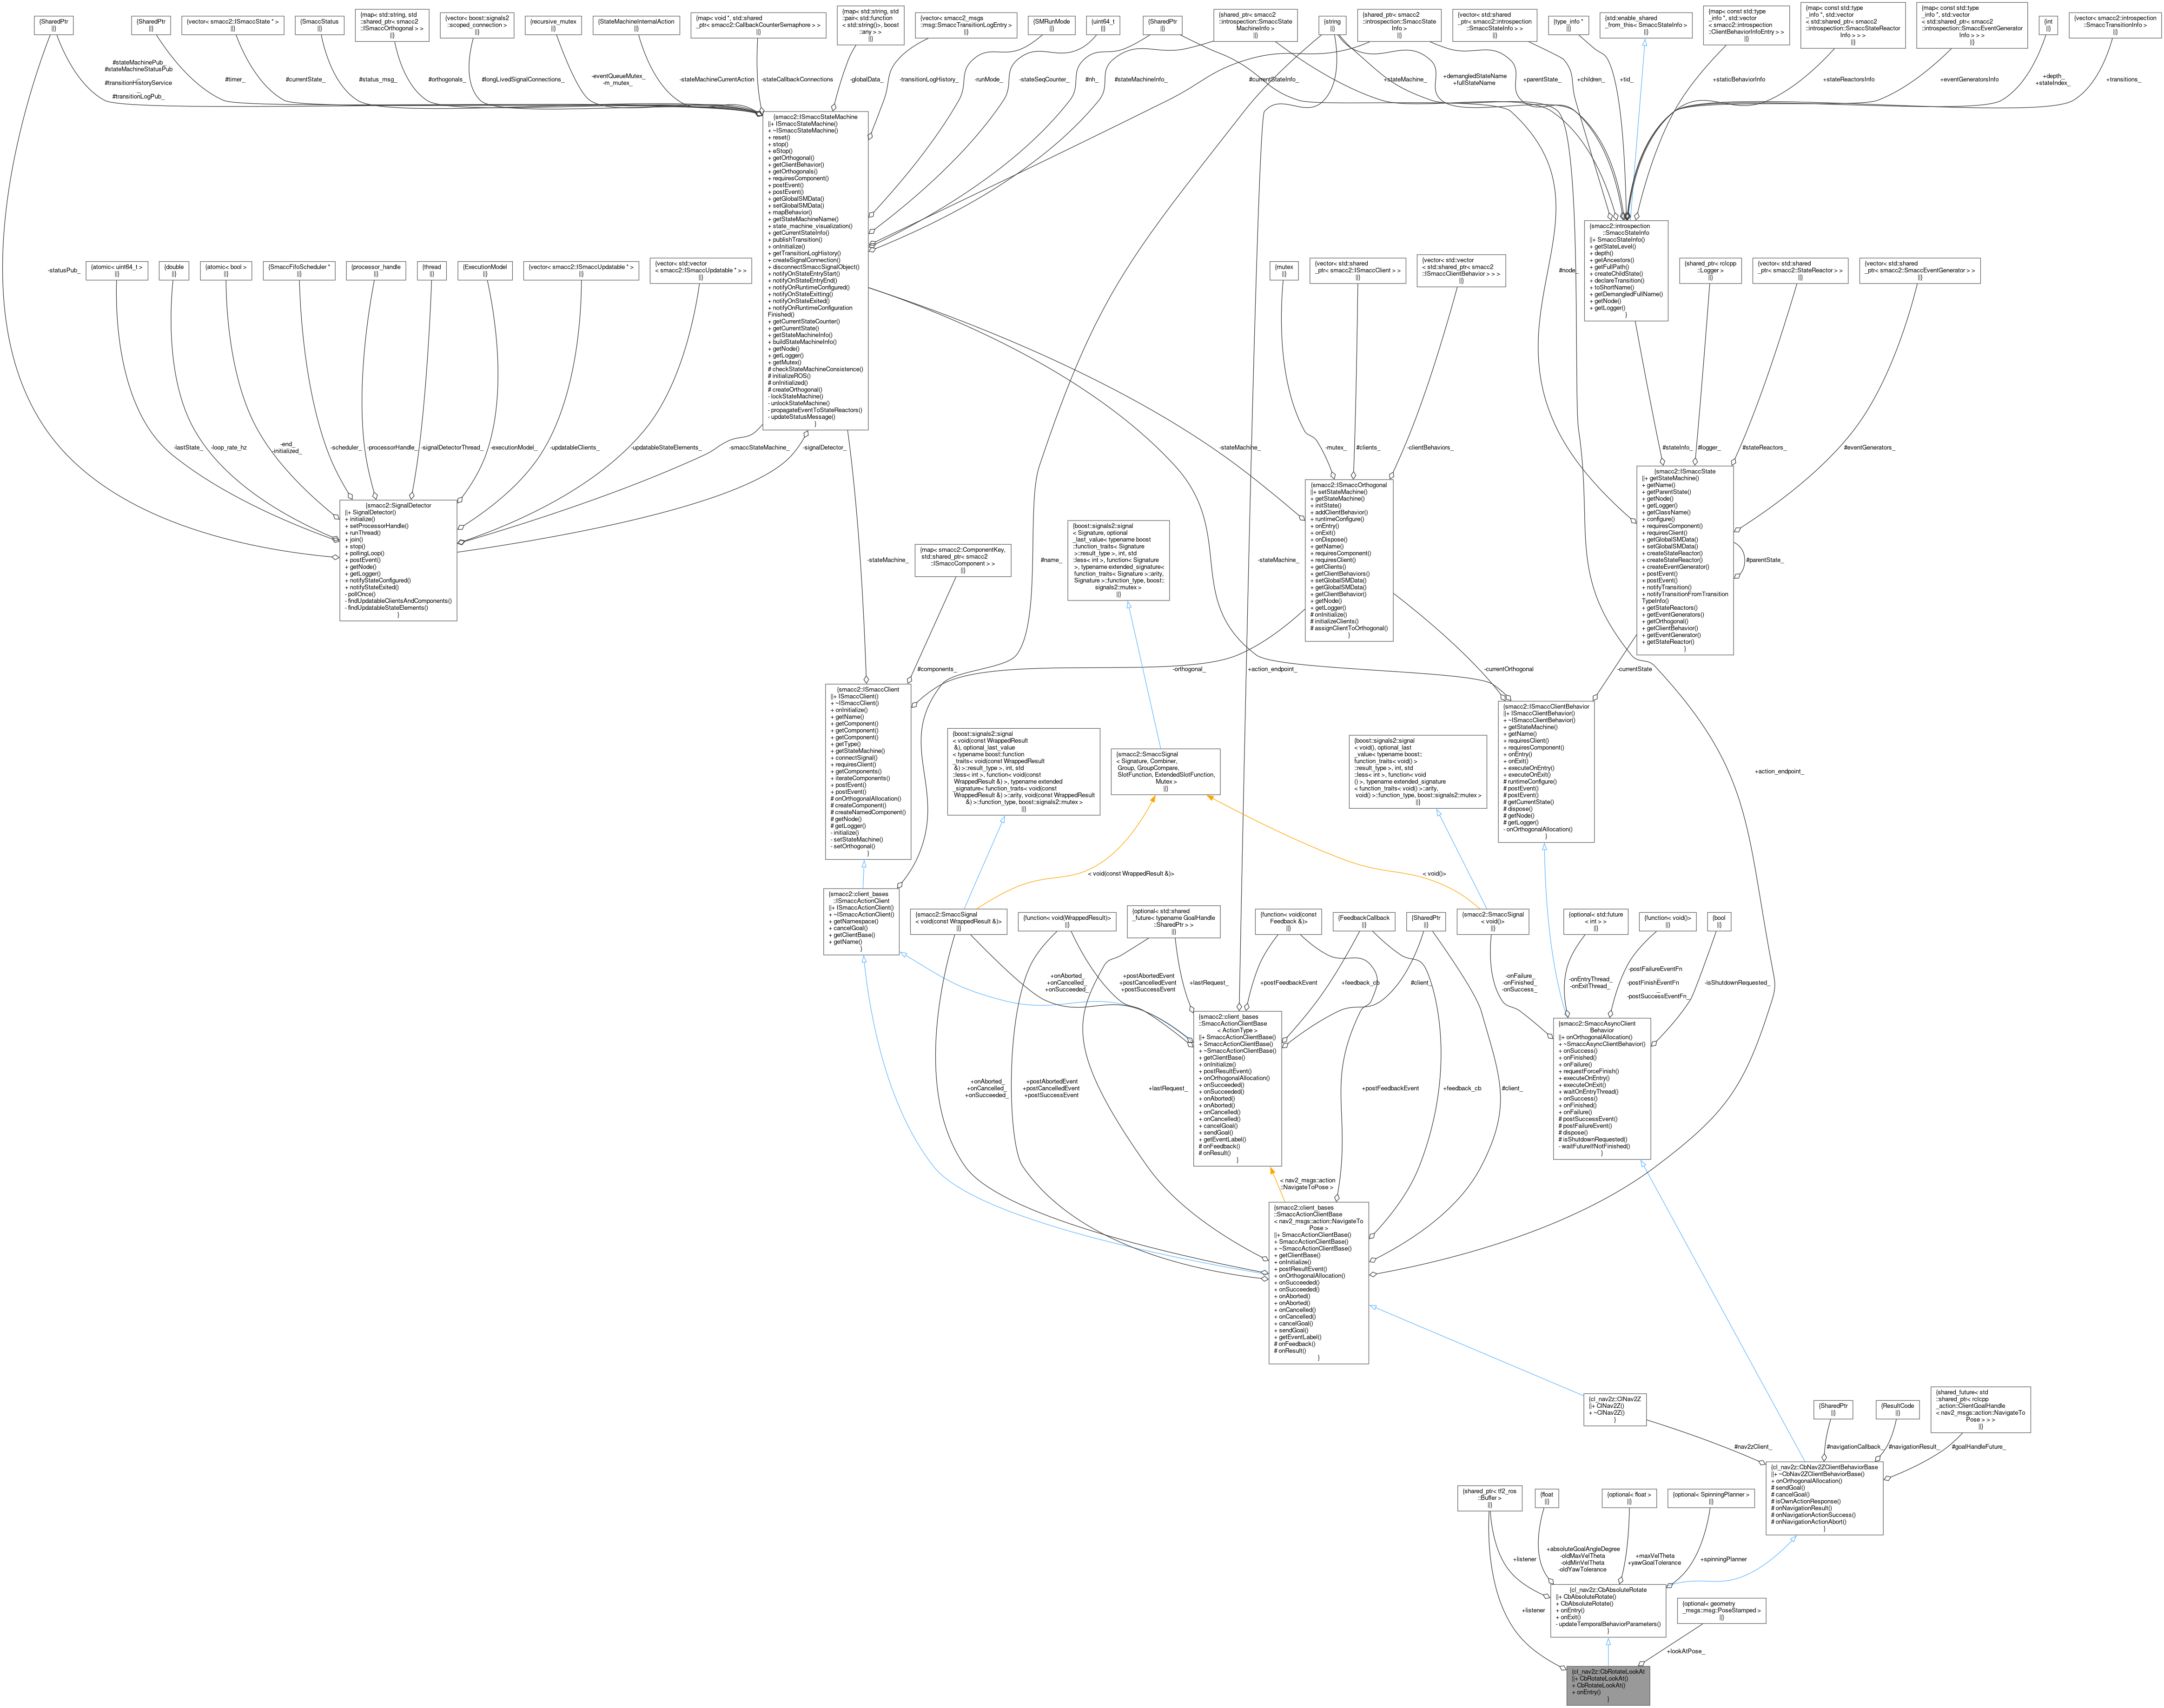 {SharedPtr
||}
{SharedPtr
||}
{vector< smacc2::ISmaccState * >
||}
{SmaccStatus
||}
{map< std::string, std
::shared_ptr< smacc2
::ISmaccOrthogonal > >
||}
{vector< boost::signals2
::scoped_connection >
||}
{recursive_mutex
||}
{StateMachineInternalAction
||}
{map< void *, std::shared
_ptr< smacc2::CallbackCounterSemaphore > >
||}
{map< std::string, std
::pair< std::function
< std::string()>, boost
::any > >
||}
{vector< smacc2_msgs
::msg::SmaccTransitionLogEntry >
||}
{SMRunMode
||}
{uint64_t
||}
{SharedPtr
||}
{shared_ptr< smacc2
::introspection::SmaccState
MachineInfo >
||}
{string
||}
{shared_ptr< smacc2
::introspection::SmaccState
Info >
||}
{vector< std::shared
_ptr< smacc2::introspection
::SmaccStateInfo > >
||}
{type_info *
||}
{std::enable_shared
_from_this< SmaccStateInfo >
||}
{map< const std::type
_info *, std::vector
< smacc2::introspection
::ClientBehaviorInfoEntry > >
||}
{map< const std::type
_info *, std::vector
< std::shared_ptr< smacc2
::introspection::SmaccStateReactor
Info > > >
||}
{map< const std::type
_info *, std::vector
< std::shared_ptr< smacc2
::introspection::SmaccEventGenerator
Info > > >
||}
{int
||}
{vector< smacc2::introspection
::SmaccTransitionInfo >
||}
#stateMachinePub_
#stateMachineStatusPub
_
#transitionHistoryService
_
#transitionLogPub_
#timer_
#currentState_
#status_msg_
#orthogonals_
#longLivedSignalConnections_
-eventQueueMutex_
-m_mutex_
-stateMachineCurrentAction
-stateCallbackConnections
-globalData_
-transitionLogHistory_
-runMode_
-stateSeqCounter_
#nh_
#stateMachineInfo_
#currentStateInfo_
+stateMachine_
+demangledStateName
+fullStateName
+parentState_
+children_
+tid_
+staticBehaviorInfo
+stateReactorsInfo
+eventGeneratorsInfo
+depth_
+stateIndex_
+transitions_
{smacc2::ISmaccStateMachine
||+ ISmaccStateMachine()
+ ~ISmaccStateMachine()
+ reset()
+ stop()
+ eStop()
+ getOrthogonal()
+ getClientBehavior()
+ getOrthogonals()
+ requiresComponent()
+ postEvent()
+ postEvent()
+ getGlobalSMData()
+ setGlobalSMData()
+ mapBehavior()
+ getStateMachineName()
+ state_machine_visualization()
+ getCurrentStateInfo()
+ publishTransition()
+ onInitialize()
+ getTransitionLogHistory()
+ createSignalConnection()
+ disconnectSmaccSignalObject()
+ notifyOnStateEntryStart()
+ notifyOnStateEntryEnd()
+ notifyOnRuntimeConfigured()
+ notifyOnStateExitting()
+ notifyOnStateExited()
+ notifyOnRuntimeConfiguration
Finished()
+ getCurrentStateCounter()
+ getCurrentState()
+ getStateMachineInfo()
+ buildStateMachineInfo()
+ getNode()
+ getLogger()
+ getMutex()
# checkStateMachineConsistence()
# initializeROS()
# onInitialized()
# createOrthogonal()
- lockStateMachine()
- unlockStateMachine()
- propagateEventToStateReactors()
- updateStatusMessage()
}
{smacc2::introspection
::SmaccStateInfo
||+ SmaccStateInfo()
+ getStateLevel()
+ depth()
+ getAncestors()
+ getFullPath()
+ createChildState()
+ declareTransition()
+ toShortName()
+ getDemangledFullName()
+ getNode()
+ getLogger()
}
-statusPub_
{atomic< uint64_t >
||}
{double
||}
{atomic< bool >
||}
{SmaccFifoScheduler *
||}
{processor_handle
||}
{thread
||}
{ExecutionModel
||}
{vector< smacc2::ISmaccUpdatable * >
||}
{vector< std::vector
< smacc2::ISmaccUpdatable * > >
||}
{mutex
||}
{vector< std::shared
_ptr< smacc2::ISmaccClient > >
||}
{vector< std::vector
< std::shared_ptr< smacc2
::ISmaccClientBehavior > > >
||}
#node_
{shared_ptr< rclcpp
::Logger >
||}
{vector< std::shared
_ptr< smacc2::StateReactor > >
||}
{vector< std::shared
_ptr< smacc2::SmaccEventGenerator > >
||}
-lastState_
-loop_rate_hz
-end_
-initialized_
-scheduler_
-processorHandle_
-signalDetectorThread_
-executionModel_
-updatableClients_
-updatableStateElements_
-smaccStateMachine_
-signalDetector_
-stateMachine_
-mutex_
#clients_
-clientBehaviors_
#stateInfo_
#logger_
#stateReactors_
#eventGenerators_
{smacc2::SignalDetector
||+ SignalDetector()
+ initialize()
+ setProcessorHandle()
+ runThread()
+ join()
+ stop()
+ pollingLoop()
+ postEvent()
+ getNode()
+ getLogger()
+ notifyStateConfigured()
+ notifyStateExited()
- pollOnce()
- findUpdatableClientsAndComponents()
- findUpdatableStateElements()
}
{smacc2::ISmaccOrthogonal
||+ setStateMachine()
+ getStateMachine()
+ initState()
+ addClientBehavior()
+ runtimeConfigure()
+ onEntry()
+ onExit()
+ onDispose()
+ getName()
+ requiresComponent()
+ requiresClient()
+ getClients()
+ getClientBehaviors()
+ setGlobalSMData()
+ getGlobalSMData()
+ getClientBehavior()
+ getNode()
+ getLogger()
# onInitialize()
# initializeClients()
# assignClientToOrthogonal()
}
{smacc2::ISmaccState
||+ getStateMachine()
+ getName()
+ getParentState()
+ getNode()
+ getLogger()
+ getClassName()
+ configure()
+ requiresComponent()
+ requiresClient()
+ getGlobalSMData()
+ setGlobalSMData()
+ createStateReactor()
+ createStateReactor()
+ createEventGenerator()
+ postEvent()
+ postEvent()
+ notifyTransition()
+ notifyTransitionFromTransition
TypeInfo()
+ getStateReactors()
+ getEventGenerators()
+ getOrthogonal()
+ getClientBehavior()
+ getEventGenerator()
+ getStateReactor()
}
#parentState_
-stateMachine_
{map< smacc2::ComponentKey,
std::shared_ptr< smacc2
::ISmaccComponent > >
||}
#name_
{boost::signals2::signal
< Signature, optional
_last_value< typename boost
::function_traits< Signature
>::result_type >, int, std
::less< int >, function< Signature
>, typename extended_signature<
function_traits< Signature >::arity,
Signature >::function_type, boost::
signals2::mutex >
||}
-stateMachine_
#components_
-orthogonal_
+action_endpoint_
-currentOrthogonal
-currentState
{smacc2::ISmaccClient
||+ ISmaccClient()
+ ~ISmaccClient()
+ onInitialize()
+ getName()
+ getComponent()
+ getComponent()
+ getComponent()
+ getType()
+ getStateMachine()
+ connectSignal()
+ requiresClient()
+ getComponents()
+ iterateComponents()
+ postEvent()
+ postEvent()
# onOrthogonalAllocation()
# createComponent()
# createNamedComponent()
# getNode()
# getLogger()
- initialize()
- setStateMachine()
- setOrthogonal()
}
{boost::signals2::signal
< void(const WrappedResult
&), optional_last_value
< typename boost::function
_traits< void(const WrappedResult
&) >::result_type >, int, std
::less< int >, function< void(const
WrappedResult &) >, typename extended
_signature< function_traits< void(const
WrappedResult &) >::arity, void(const WrappedResult
&) >::function_type, boost::signals2::mutex >
||}
{smacc2::SmaccSignal
< Signature, Combiner,
Group, GroupCompare,
SlotFunction, ExtendedSlotFunction,
Mutex >
||}
{boost::signals2::signal
< void(), optional_last
_value< typename boost::
function_traits< void() >
::result_type >, int, std
::less< int >, function< void
() >, typename extended_signature
< function_traits< void() >::arity,
void() >::function_type, boost::signals2::mutex >
||}
{smacc2::ISmaccClientBehavior
||+ ISmaccClientBehavior()
+ ~ISmaccClientBehavior()
+ getStateMachine()
+ getName()
+ requiresClient()
+ requiresComponent()
+ onEntry()
+ onExit()
+ executeOnEntry()
+ executeOnExit()
# runtimeConfigure()
# postEvent()
# postEvent()
# getCurrentState()
# dispose()
# getNode()
# getLogger()
- onOrthogonalAllocation()
}
+action_endpoint_
< void(const WrappedResult &)>
< void()>
{smacc2::client_bases
::ISmaccActionClient
||+ ISmaccActionClient()
+ ~ISmaccActionClient()
+ getNamespace()
+ cancelGoal()
+ getClientBase()
+ getName()
}
{smacc2::SmaccSignal
< void(const WrappedResult &)>
||}
{function< void(WrappedResult)>
||}
{optional< std::shared
_future< typename GoalHandle
::SharedPtr > >
||}
{function< void(const
Feedback &)>
||}
{FeedbackCallback
||}
{SharedPtr
||}
{smacc2::SmaccSignal
< void()>
||}
{optional< std::future
< int > >
||}
{function< void()>
||}
{bool
||}
+onAborted_
+onCancelled_
+onSucceeded_
+postAbortedEvent
+postCancelledEvent
+postSuccessEvent
+lastRequest_
+postFeedbackEvent
+feedback_cb
#client_
-onFailure_
-onFinished_
-onSuccess_
-onEntryThread_
-onExitThread_
-postFailureEventFn
_
-postFinishEventFn
_
-postSuccessEventFn_
-isShutdownRequested_
{smacc2::client_bases
::SmaccActionClientBase
< ActionType >
||+ SmaccActionClientBase()
+ SmaccActionClientBase()
+ ~SmaccActionClientBase()
+ getClientBase()
+ onInitialize()
+ postResultEvent()
+ onOrthogonalAllocation()
+ onSucceeded()
+ onSucceeded()
+ onAborted()
+ onAborted()
+ onCancelled()
+ onCancelled()
+ cancelGoal()
+ sendGoal()
+ getEventLabel()
# onFeedback()
# onResult()
}
{smacc2::SmaccAsyncClient
Behavior
||+ onOrthogonalAllocation()
+ ~SmaccAsyncClientBehavior()
+ onSuccess()
+ onFinished()
+ onFailure()
+ requestForceFinish()
+ executeOnEntry()
+ executeOnExit()
+ waitOnEntryThread()
+ onSuccess()
+ onFinished()
+ onFailure()
# postSuccessEvent()
# postFailureEvent()
# dispose()
# isShutdownRequested()
- waitFutureIfNotFinished()
}
+onAborted_
+onCancelled_
+onSucceeded_
+postAbortedEvent
+postCancelledEvent
+postSuccessEvent
+lastRequest_
+postFeedbackEvent
+feedback_cb
#client_
< nav2_msgs::action
::NavigateToPose >
{smacc2::client_bases
::SmaccActionClientBase
< nav2_msgs::action::NavigateTo
Pose >
||+ SmaccActionClientBase()
+ SmaccActionClientBase()
+ ~SmaccActionClientBase()
+ getClientBase()
+ onInitialize()
+ postResultEvent()
+ onOrthogonalAllocation()
+ onSucceeded()
+ onSucceeded()
+ onAborted()
+ onAborted()
+ onCancelled()
+ onCancelled()
+ cancelGoal()
+ sendGoal()
+ getEventLabel()
# onFeedback()
# onResult()
}
{cl_nav2z::ClNav2Z
||+ ClNav2Z()
+ ~ClNav2Z()
}
{SharedPtr
||}
{ResultCode
||}
{shared_future< std
::shared_ptr< rclcpp
_action::ClientGoalHandle
< nav2_msgs::action::NavigateTo
Pose > > >
||}
#nav2zClient_
#navigationCallback_
#navigationResult_
#goalHandleFuture_
{cl_nav2z::CbNav2ZClientBehaviorBase
||+ ~CbNav2ZClientBehaviorBase()
+ onOrthogonalAllocation()
# sendGoal()
# cancelGoal()
# isOwnActionResponse()
# onNavigationResult()
# onNavigationActionSuccess()
# onNavigationActionAbort()
}
{shared_ptr< tf2_ros
::Buffer >
||}
{float
||}
{optional< float >
||}
{optional< SpinningPlanner >
||}
+listener
+absoluteGoalAngleDegree
-oldMaxVelTheta
-oldMinVelTheta
-oldYawTolerance
+maxVelTheta
+yawGoalTolerance
+spinningPlanner
{cl_nav2z::CbAbsoluteRotate
||+ CbAbsoluteRotate()
+ CbAbsoluteRotate()
+ onEntry()
+ onExit()
- updateTemporalBehaviorParameters()
}
{optional< geometry
_msgs::msg::PoseStamped >
||}
+listener
+lookAtPose_
{cl_nav2z::CbRotateLookAt
||+ CbRotateLookAt()
+ CbRotateLookAt()
+ onEntry()
}